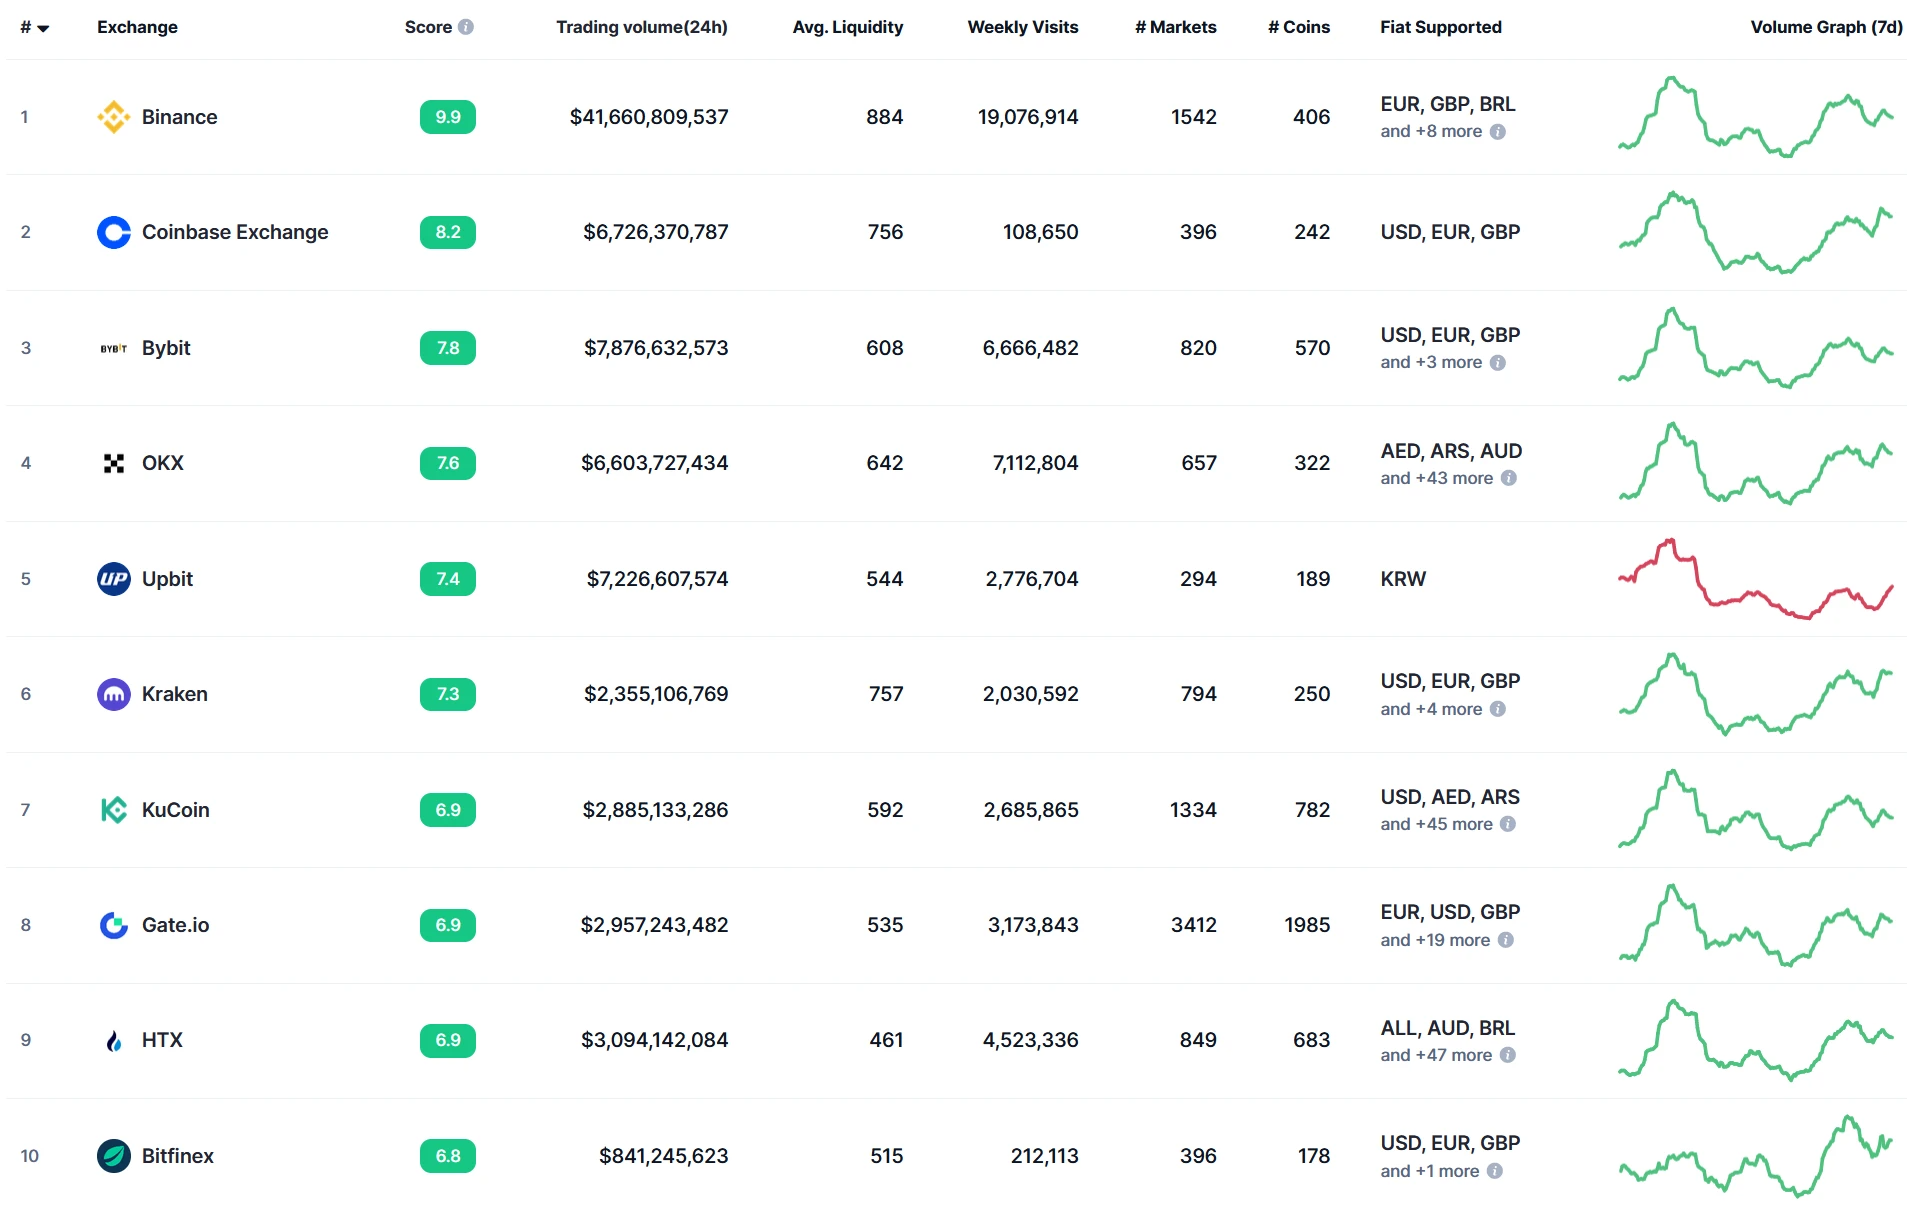 # Exchange Score Trading volume(24h) Avg. Liquidity Weekly Visits # Markets # Coins Fiat Supported Volume Graph (7d)
1 Binance 9.9 $41,660,809,537 884 19,076,914 1542 406 EUR, GBP, BRL
and +8 more
2 Coinbase Exchange 8.2 $6,726,370,787 756 108,650 396 242 USD, EUR, GBP
3 BYBIT Bybit 7.8 $7,876,632,573 608 6,666,482 820 570 USD, EUR, GBP
and +3 more
4 OKX 7.6 $6,603,727,434 642 7,112,804 657 322 AED, ARS, AUD
and +43 more
5 UP Upbit 7.4 $7,226,607,574 544 2,776,704 294 189 KRW
6 Kraken 7.3 $2,355,106,769 757 2,030,592 794 250 USD, EUR, GBP
and +4 more
7 KuCoin 6.9 $2,885,133,286 592 2,685,865 1334 782 USD, AED, ARS
and +45 more
8 Gate.io 6.9 $2,957,243,482 535 3,173,843 3412 1985 EUR, USD, GBP
and +19 more
9 HTX 6.9 $3,094,142,084 461 4,523,336 849 683 ALL, AUD, BRL
and +47 more
10 Bitfinex 6.8 $841,245,623 515 212,113 396 178 USD, EUR, GBP
and +1 more